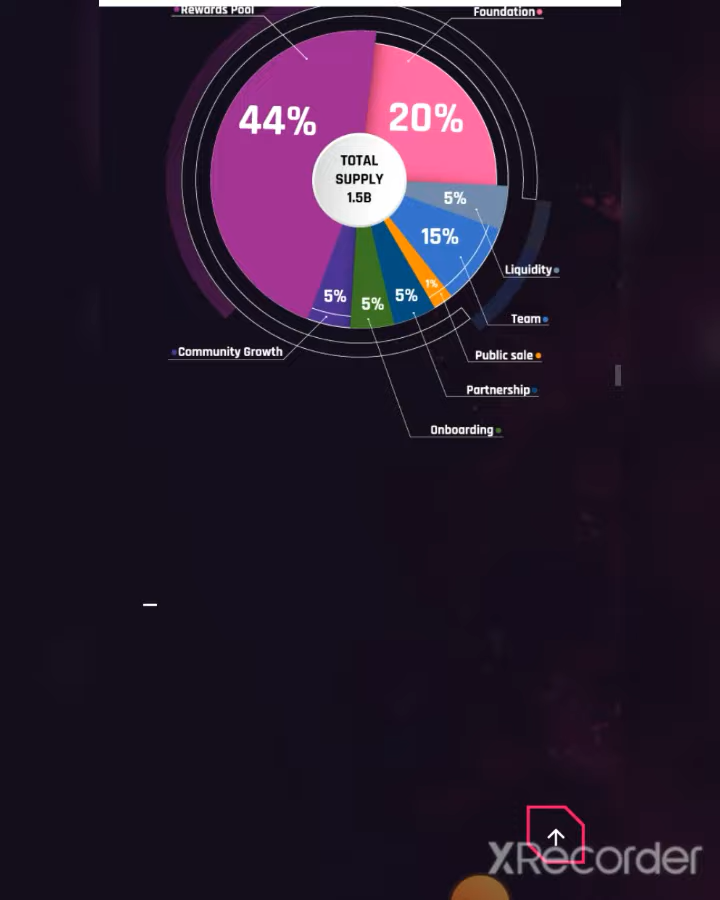 Rewards Pool
Foundation
44%
20%
TOTAL
SUPPLY
1.5B
5%
15%
Liquidity
5%
5%
5%
1%
Team
Community Growth
Public sale
Partnership
Onboarding
XRecorder